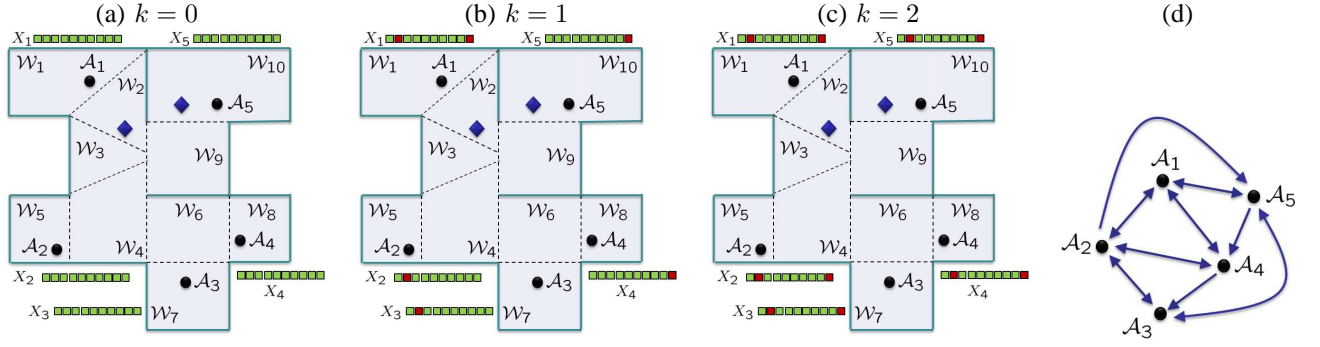 (a) k = 0
(b) k = 1
(c) k = 2
(d)
X₁
X₅
W₁
A₁
W₂
W₁₀
A₅
W₃
W₉
W₅
W₆
W₈
A₂
W₄
A₄
X₂
A₃
X₄
X₃
W₇
X₁
X₅
W₁
A₁
W₂
W₁₀
A₅
W₃
W₉
W₅
W₆
W₈
A₂
W₄
A₄
X₂
A₃
X₄
X₃
W₇
X₁
X₅
W₁
A₁
W₂
W₁₀
A₅
W₃
W₉
W₅
W₆
W₈
A₂
W₄
A₄
X₂
A₃
X₄
X₃
W₇
A₁
A₅
A₂
A₄
A₃